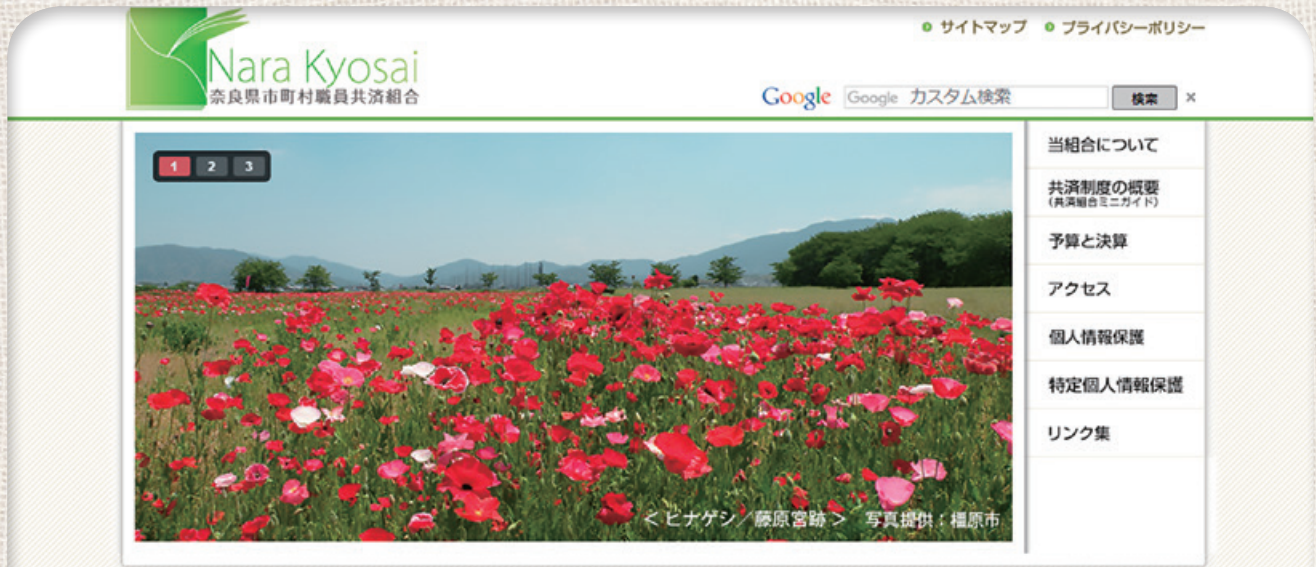 サイトマップ プライバシーポリシー
Nara Kyosai
奈良県市町村職員共済組合
Google Google カスタム検索 検索 ×
1 2 3
<ヒナゲシ／藤原宮跡> 写真提供：橿原市
当組合について
共済制度の概要
(共済組合ミニガイド)
予算と決算
アクセス
個人情報保護
特定個人情報保護
リンク集